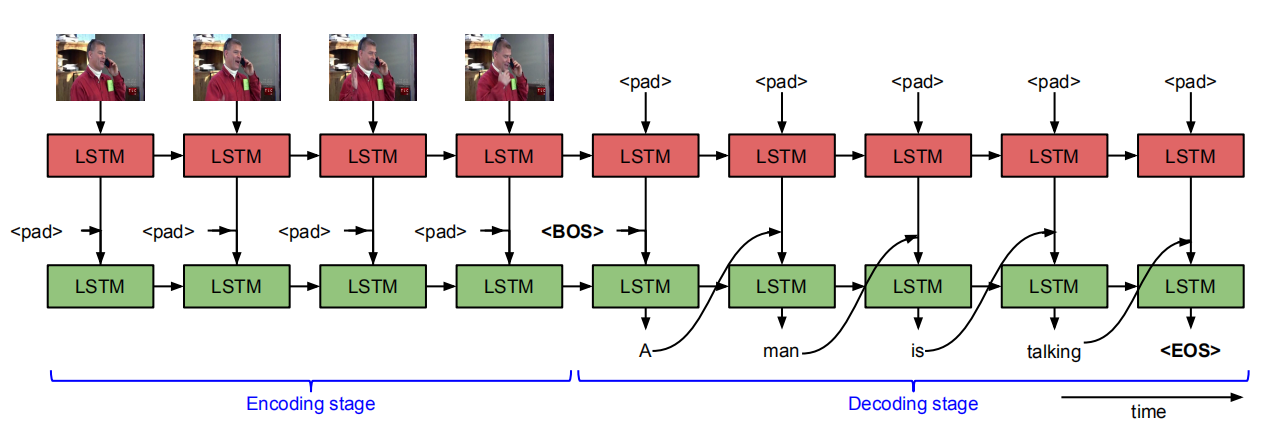 <pad> <pad> <pad> <pad> <pad>
LSTM LSTM LSTM LSTM LSTM LSTM LSTM LSTM LSTM
<pad> <pad> <pad> <pad> <BOS>
LSTM LSTM LSTM LSTM LSTM LSTM LSTM LSTM LSTM
A man is talking <EOS>
Encoding stage Decoding stage
time